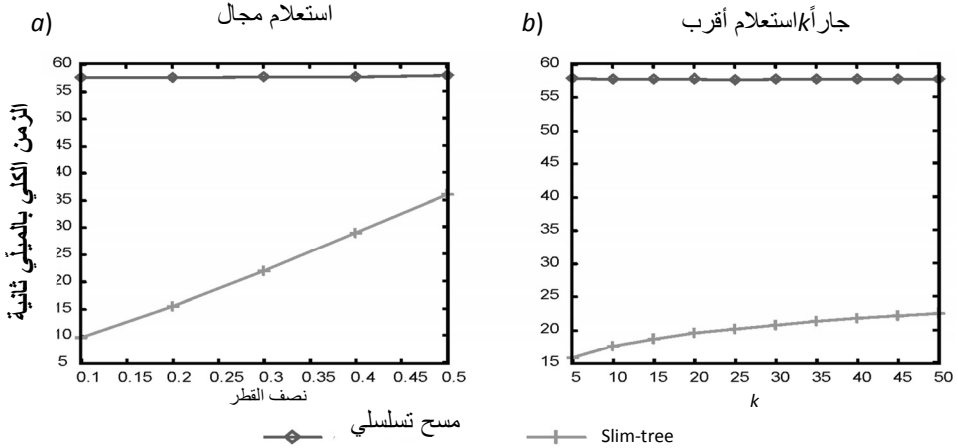 a) استعلام مجال
b) استعلام أقرب k جاراً
الزمن الكلي بالميلّي ثانية
60
55
50
45
40
35
30
25
20
15
10
5
0.1 0.15 0.2 0.25 0.3 0.35 0.4 0.45 0.5
نصف القطر
60
55
50
45
40
35
30
25
20
15
5 10 15 20 25 30 35 40 45 50
k
مسح تسلسلي
Slim-tree